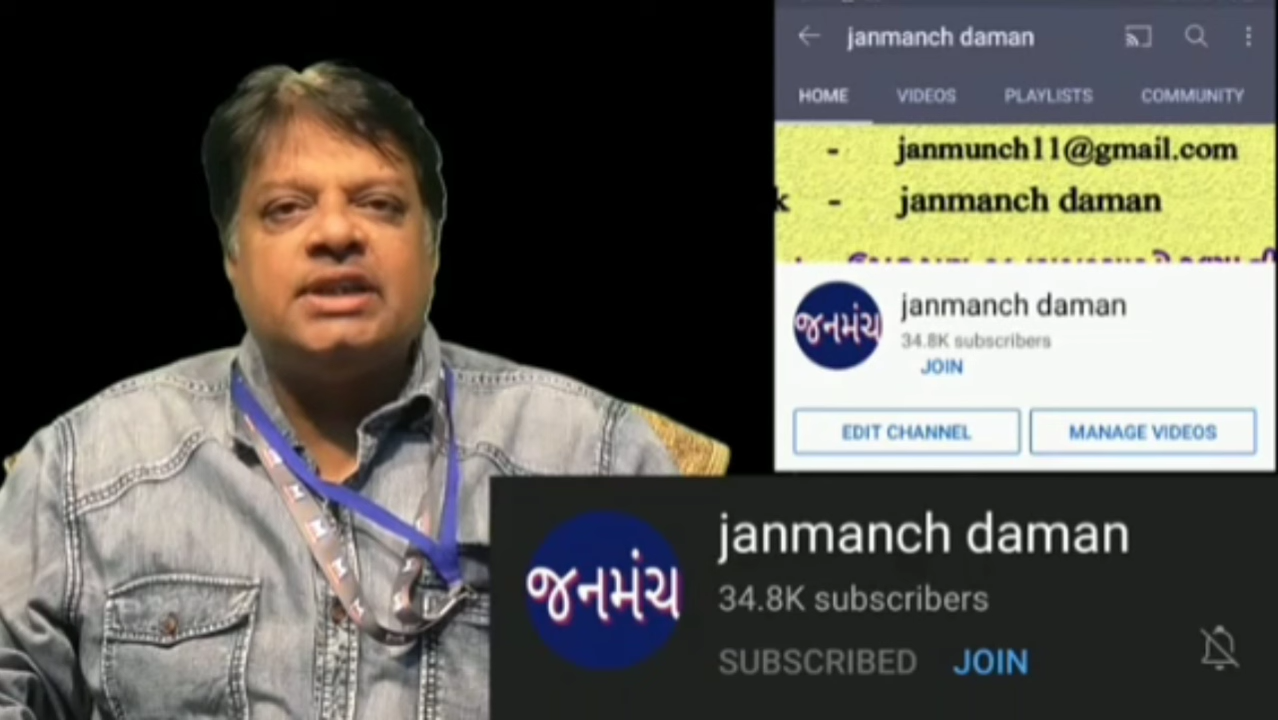 janmanch daman
HOME VIDEOS PLAYLISTS COMMUNITY
- janmunch11@gmail.com
k - janmanch daman
જનમંચ
janmanch daman
34.8K subscribers
JOIN
EDIT CHANNEL MANAGE VIDEOS
જનમંચ
janmanch daman
34.8K subscribers
SUBSCRIBED JOIN